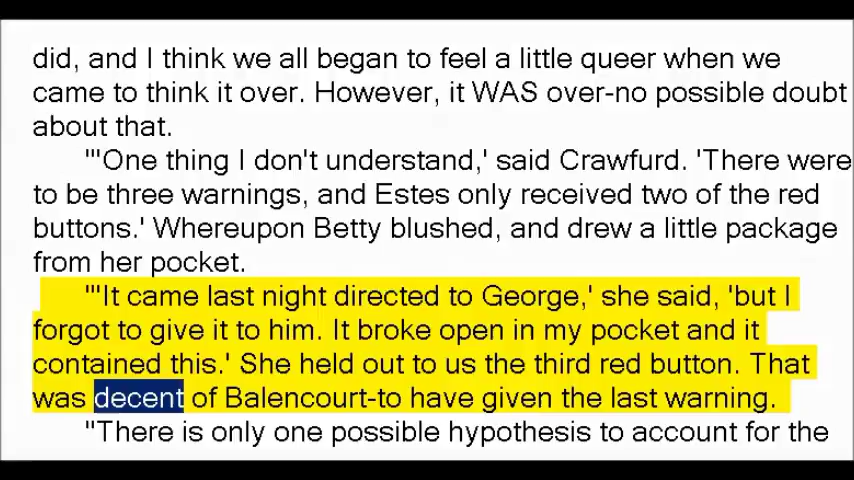 did, and I think we all began to feel a little queer when we
came to think it over. However, it WAS over-no possible doubt
about that.
"'One thing I don't understand,' said Crawfurd. 'There were
to be three warnings, and Estes only received two of the red
buttons.' Whereupon Betty blushed, and drew a little package
from her pocket.
"'It came last night directed to George,' she said, 'but I
forgot to give it to him. It broke open in my pocket and it
contained this.' She held out to us the third red button. That
was decent of Balencourt-to have given the last warning.
"There is only one possible hypothesis to account for the